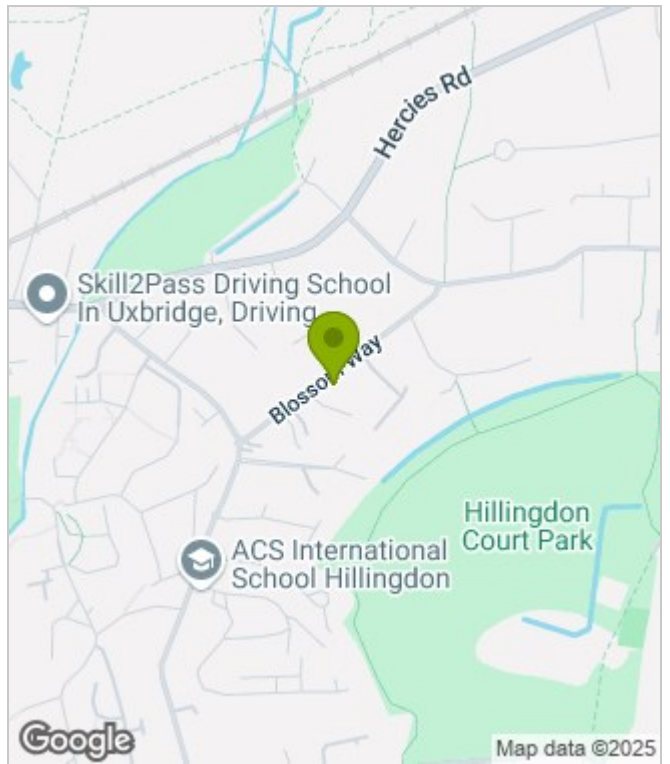 Hercies Rd
Skill2Pass Driving School
In Uxbridge, Driving
Blossom Way
Hillingdon
Court Park
ACS International
School Hillingdon
Google
Map data ©2025